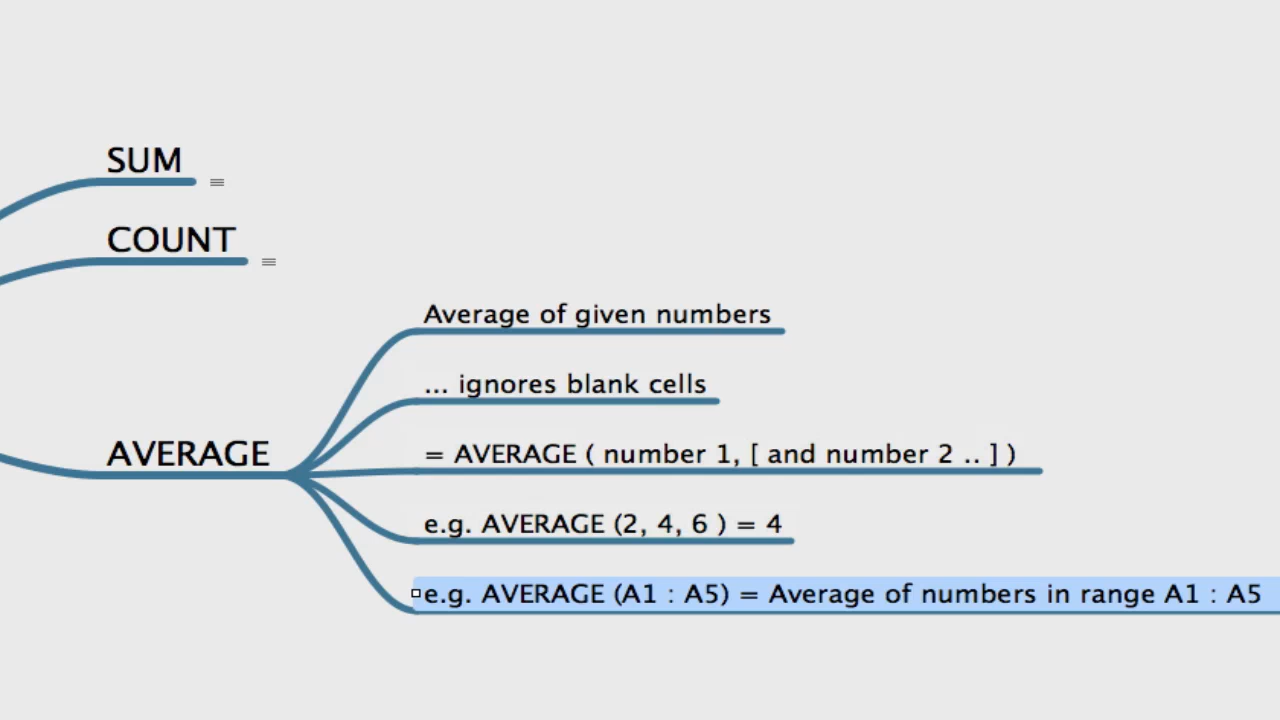 SUM
COUNT
Average of given numbers
... ignores blank cells
AVERAGE
= AVERAGE ( number 1, [ and number 2 .. ] )
e.g. AVERAGE (2, 4, 6 ) = 4
e.g. AVERAGE (A1 : A5) = Average of numbers in range A1 : A5